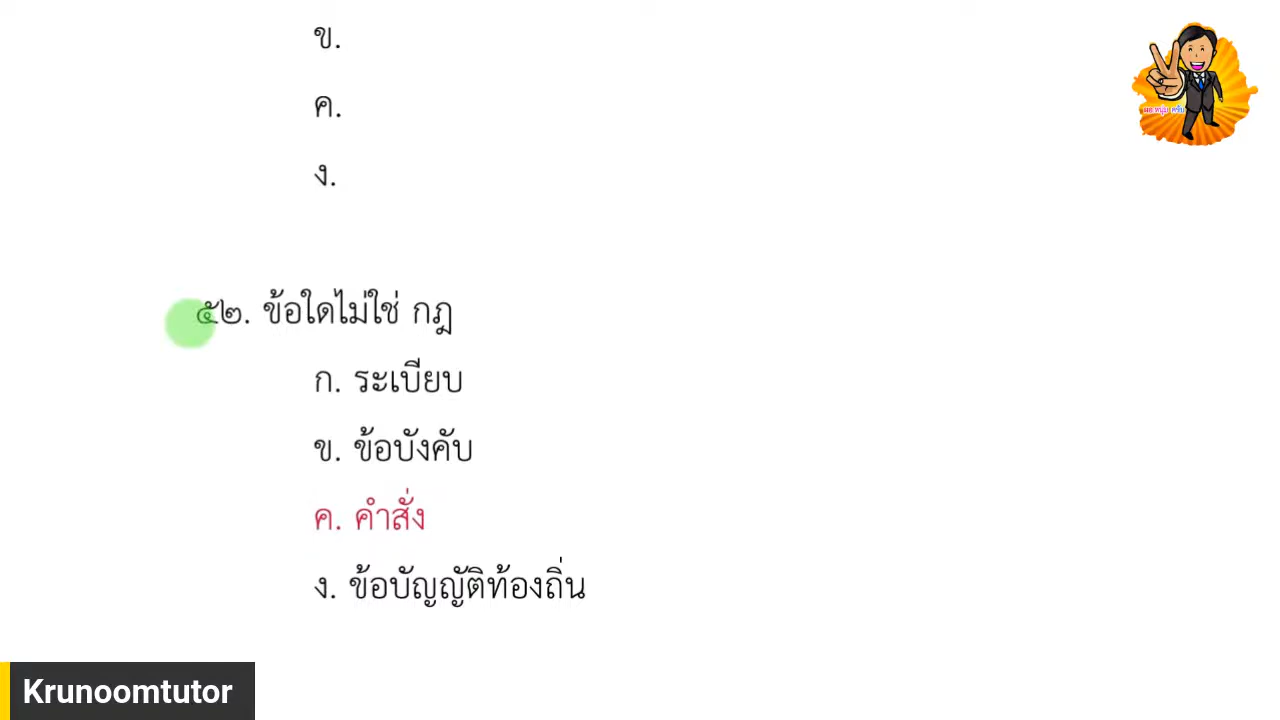 ข.
ค.
ง.
๕๒. ข้อใดไม่ใช่ กฎ
ก. ระเบียบ
ข. ข้อบังคับ
ค. คำสั่ง
ง. ข้อบัญญัติท้องถิ่น
Krunoomtutor